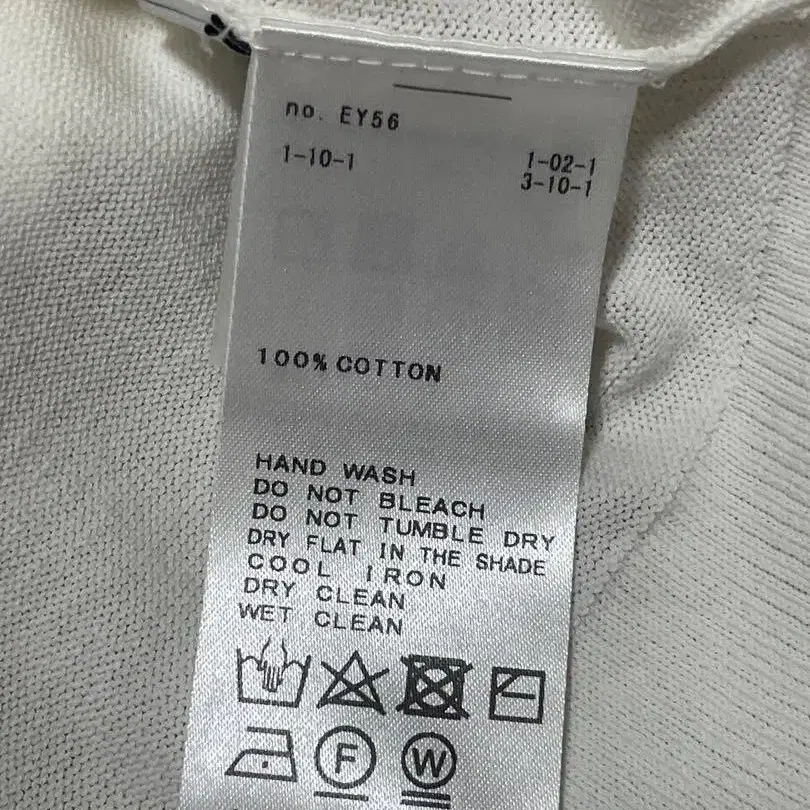 no. EY56
1-10-1 1-02-1
3-10-1
100% COTTON
HAND WASH
DO NOT BLEACH
DO NOT TUMBLE DRY
DRY FLAT IN THE SHADE
COOL IRON
DRY CLEAN
WET CLEAN
F W